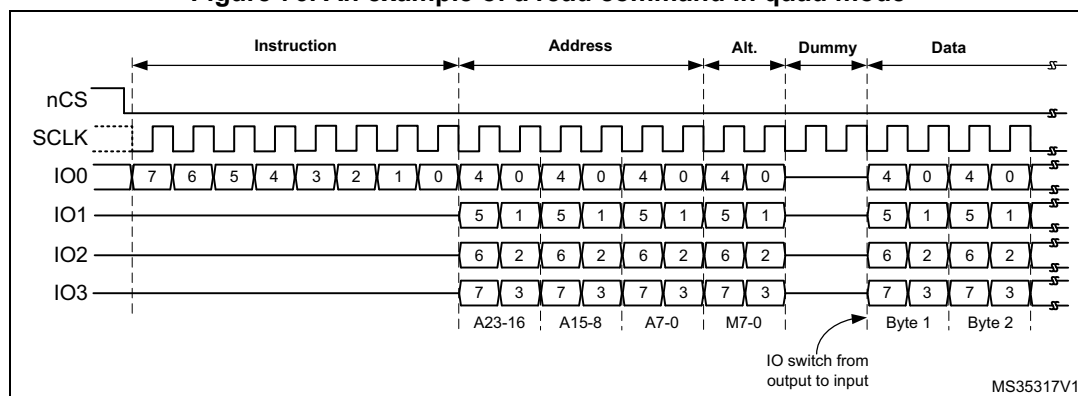 Figure 70. An example of a read command in quad mode
Instruction Address Alt. Dummy Data
nCS
SCLK
IO0 7 6 5 4 3 2 1 0 4 0 4 0 4 0 4 0 4 0 4 0
IO1 5 1 5 1 5 1 5 1 5 1 5 1
IO2 6 2 6 2 6 2 6 2 6 2 6 2
IO3 7 3 7 3 7 3 7 3 7 3 7 3
A23-16 A15-8 A7-0 M7-0 Byte 1 Byte 2
IO switch from
output to input
MS35317V1